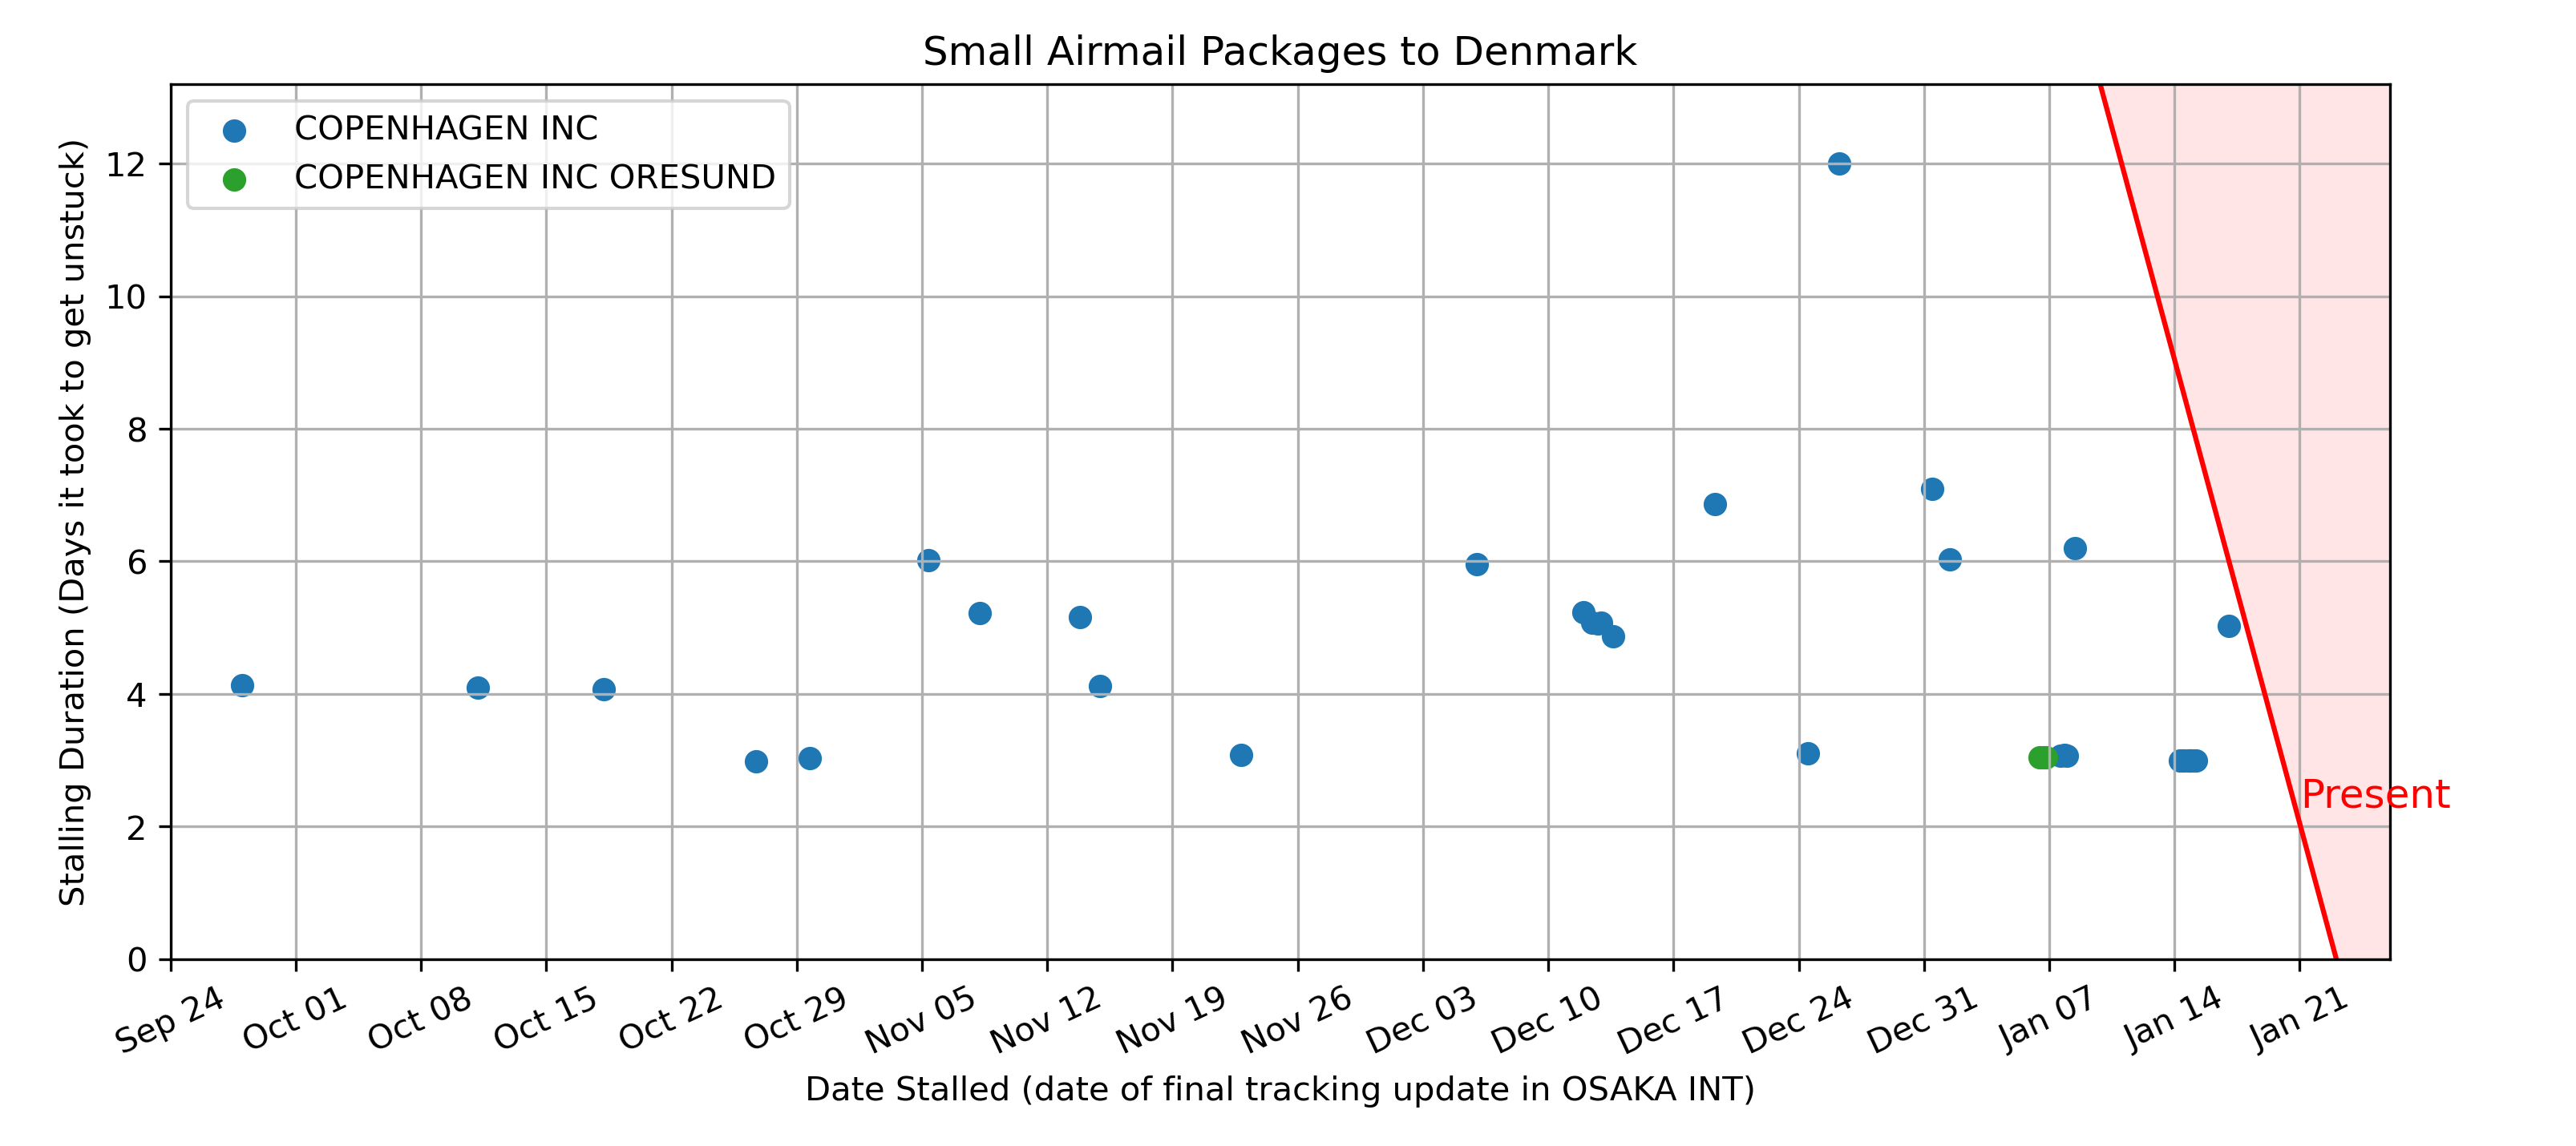 Small Airmail Packages to Denmark
COPENHAGEN INC
COPENHAGEN INC ORESUND
Stalling Duration (Days it took to get unstuck)
12
10
8
6
4
2
0
Present
Sep 24
Oct 01
Oct 08
Oct 15
Oct 22
Oct 29
Nov 05
Nov 12
Nov 19
Nov 26
Dec 03
Dec 10
Dec 17
Dec 24
Dec 31
Jan 07
Jan 14
Jan 21
Date Stalled (date of final tracking update in OSAKA INT)